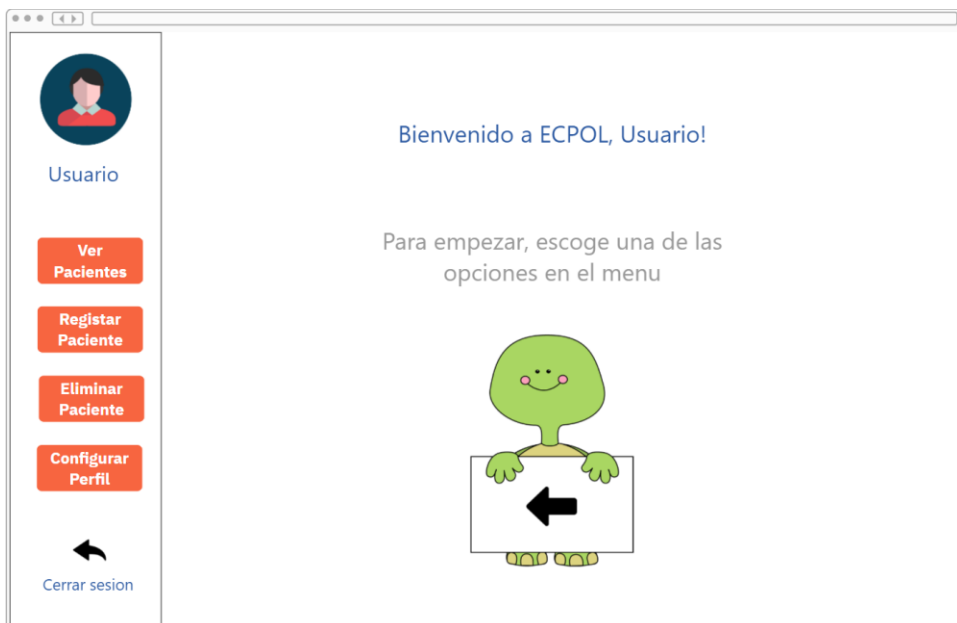 Usuario
Ver
Pacientes
Registar
Paciente
Eliminar
Paciente
Configurar
Perfil
Cerrar sesion
Bienvenido a ECPOL, Usuario!
Para empezar, escoge una de las
opciones en el menu